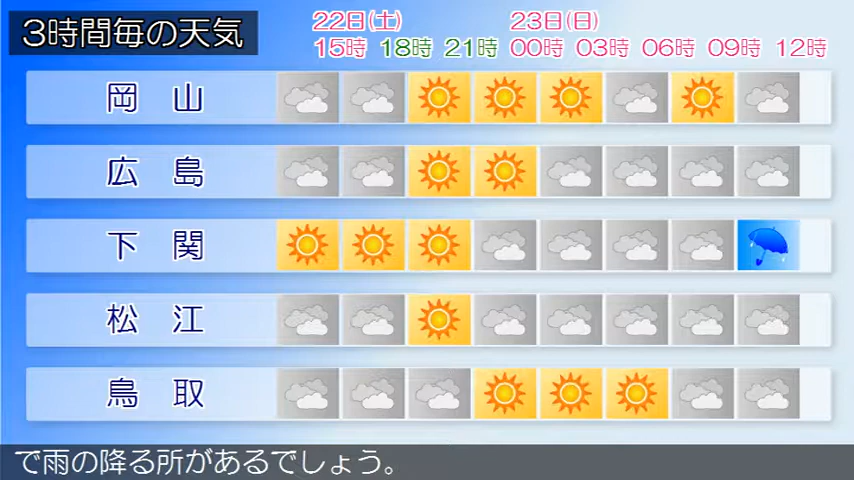 3時間毎の天気
22日(土) 23日(日)
15時 18時 21時 00時 03時 06時 09時 12時
岡 山
広 島
下 関
松 江
鳥 取
で雨の降る所があるでしょう。